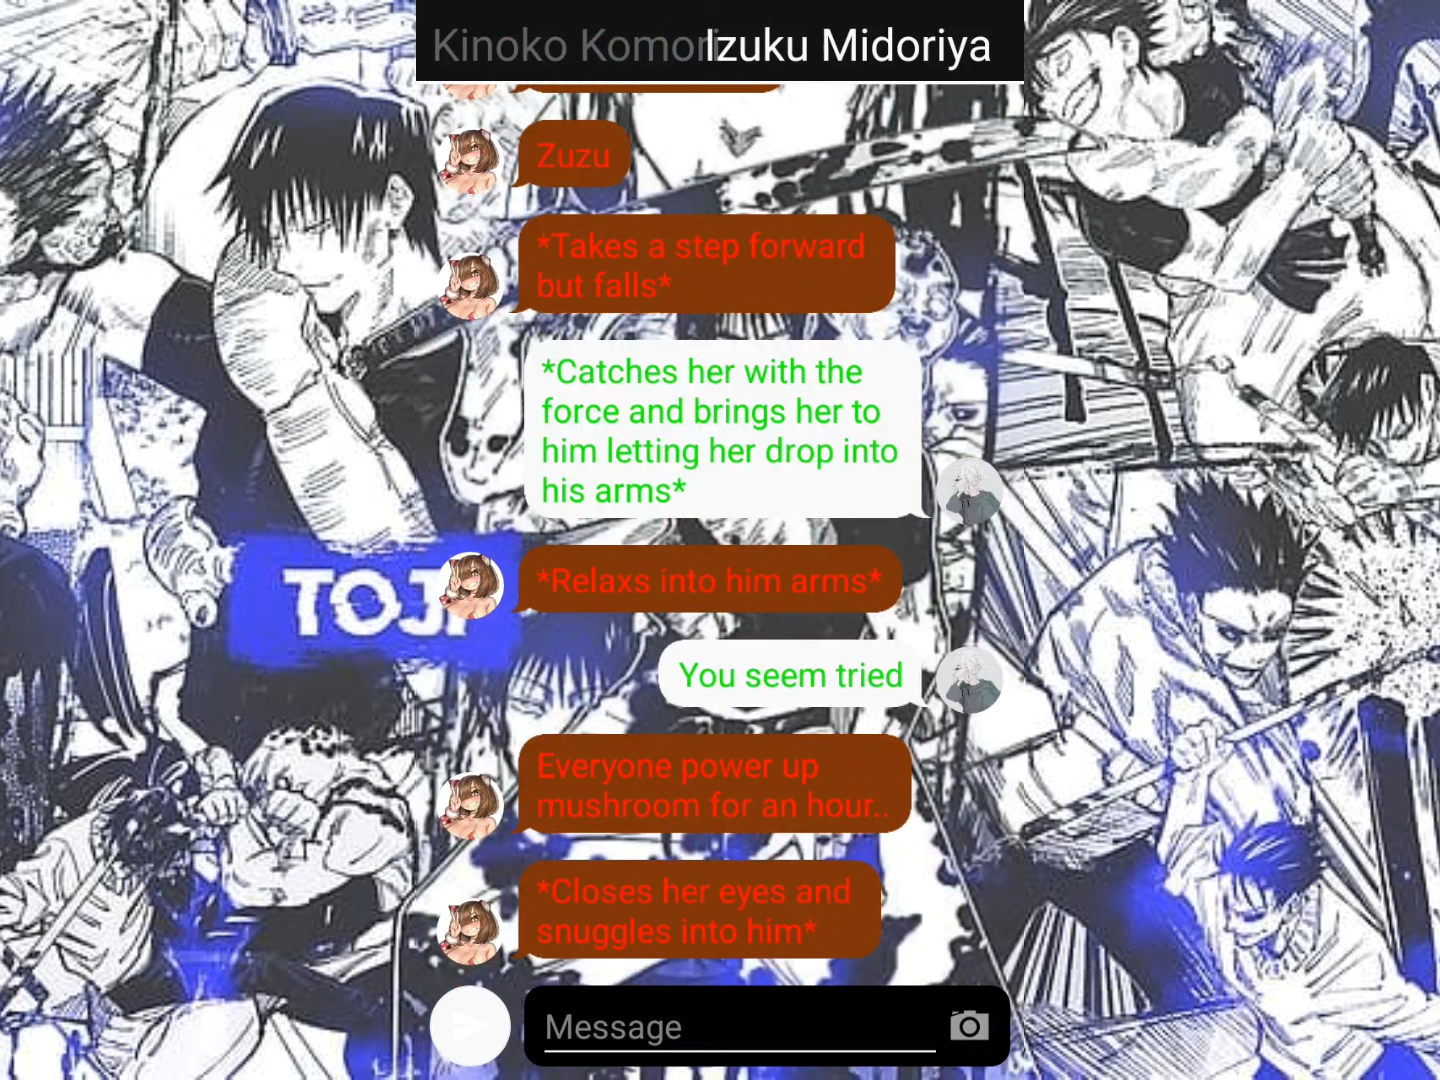 Kinoko Komori
Izuku Midoriya
Zuzu
*Takes a step forward
but falls*
*Catches her with the
force and brings her to
him letting her drop into
his arms*
TOJI
*Relaxs into him arms*
You seem tried
Everyone power up
mushroom for an hour..
*Closes her eyes and
snuggles into him*
Message